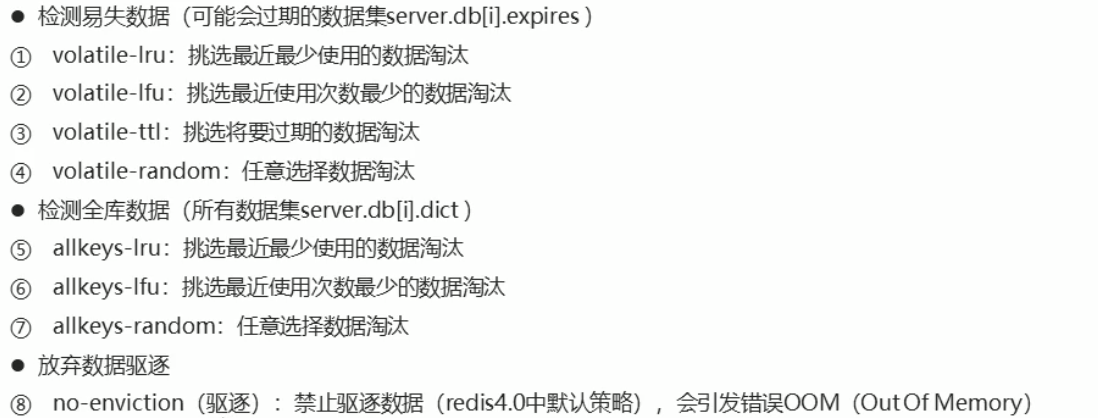 ● 检测易失数据（可能会过期的数据集server.db[i].expires）
① volatile-lru：挑选最近最少使用的数据淘汰
② volatile-lfu：挑选最近使用次数最少的数据淘汰
③ volatile-ttl：挑选将要过期的数据淘汰
④ volatile-random：任意选择数据淘汰
● 检测全库数据（所有数据集server.db[i].dict）
⑤ allkeys-lru：挑选最近最少使用的数据淘汰
⑥ allkeys-lfu：挑选最近使用次数最少的数据淘汰
⑦ allkeys-random：任意选择数据淘汰
● 放弃数据驱逐
⑧ no-enviction（驱逐）：禁止驱逐数据（redis4.0中默认策略），会引发错误OOM（Out Of Memory）